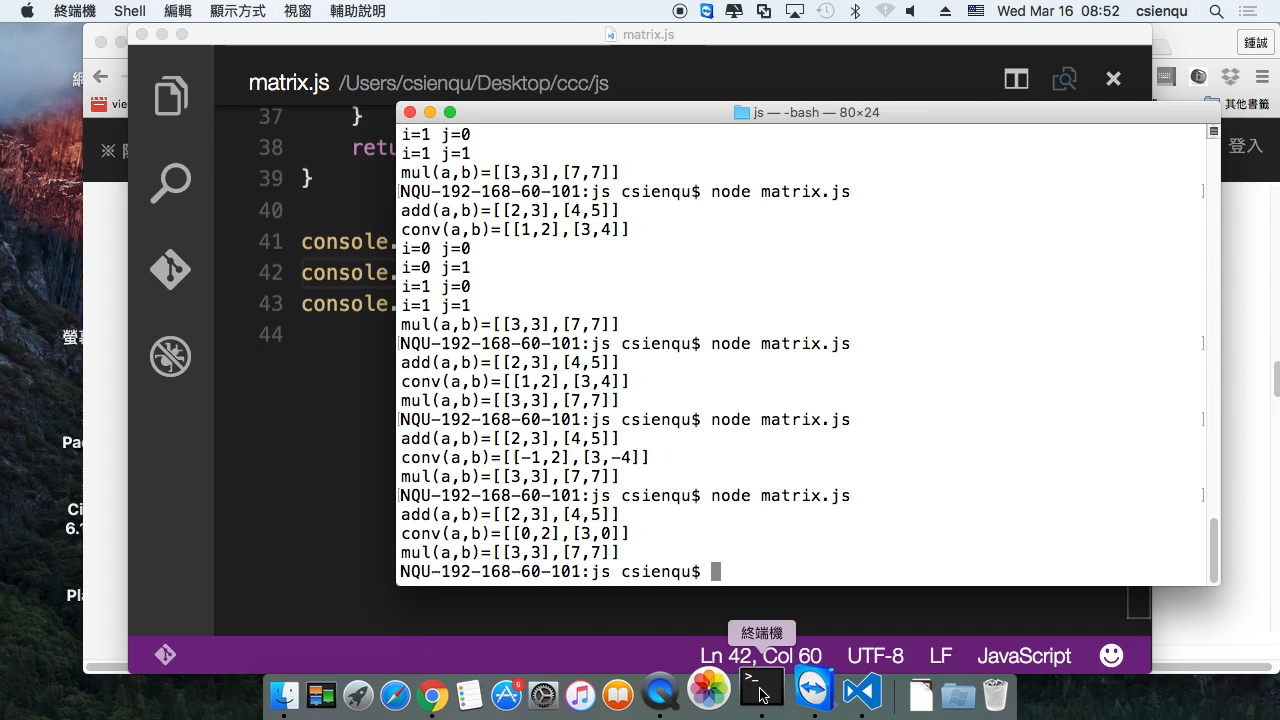 終端機 Shell 編輯 顯示方式 視窗 輔助說明 Wed Mar 16 08:52 csienqu
matrix.js
鍾誠
網
matrix.js /Users/csienqu/Desktop/ccc/js
vie
其他書籤
js — -bash — 80×24
登入
37 }
38 retu
39 }
40
41 console.
42 console.
43 console.
44
i=1 j=0
i=1 j=1
mul(a,b)=[[3,3],[7,7]]
[NQU-192-168-60-101:js csienqu$ node matrix.js ]
add(a,b)=[[2,3],[4,5]]
conv(a,b)=[[1,2],[3,4]]
i=0 j=0
i=0 j=1
i=1 j=0
i=1 j=1
mul(a,b)=[[3,3],[7,7]]
[NQU-192-168-60-101:js csienqu$ node matrix.js ]
add(a,b)=[[2,3],[4,5]]
conv(a,b)=[[1,2],[3,4]]
mul(a,b)=[[3,3],[7,7]]
[NQU-192-168-60-101:js csienqu$ node matrix.js ]
add(a,b)=[[2,3],[4,5]]
conv(a,b)=[[-1,2],[3,-4]]
mul(a,b)=[[3,3],[7,7]]
[NQU-192-168-60-101:js csienqu$ node matrix.js ]
add(a,b)=[[2,3],[4,5]]
conv(a,b)=[[0,2],[3,0]]
mul(a,b)=[[3,3],[7,7]]
NQU-192-168-60-101:js csienqu$
螢幕
Pa
Ci
6.1
Pla
終端機
Ln 42, Col 60 UTF-8 LF JavaScript